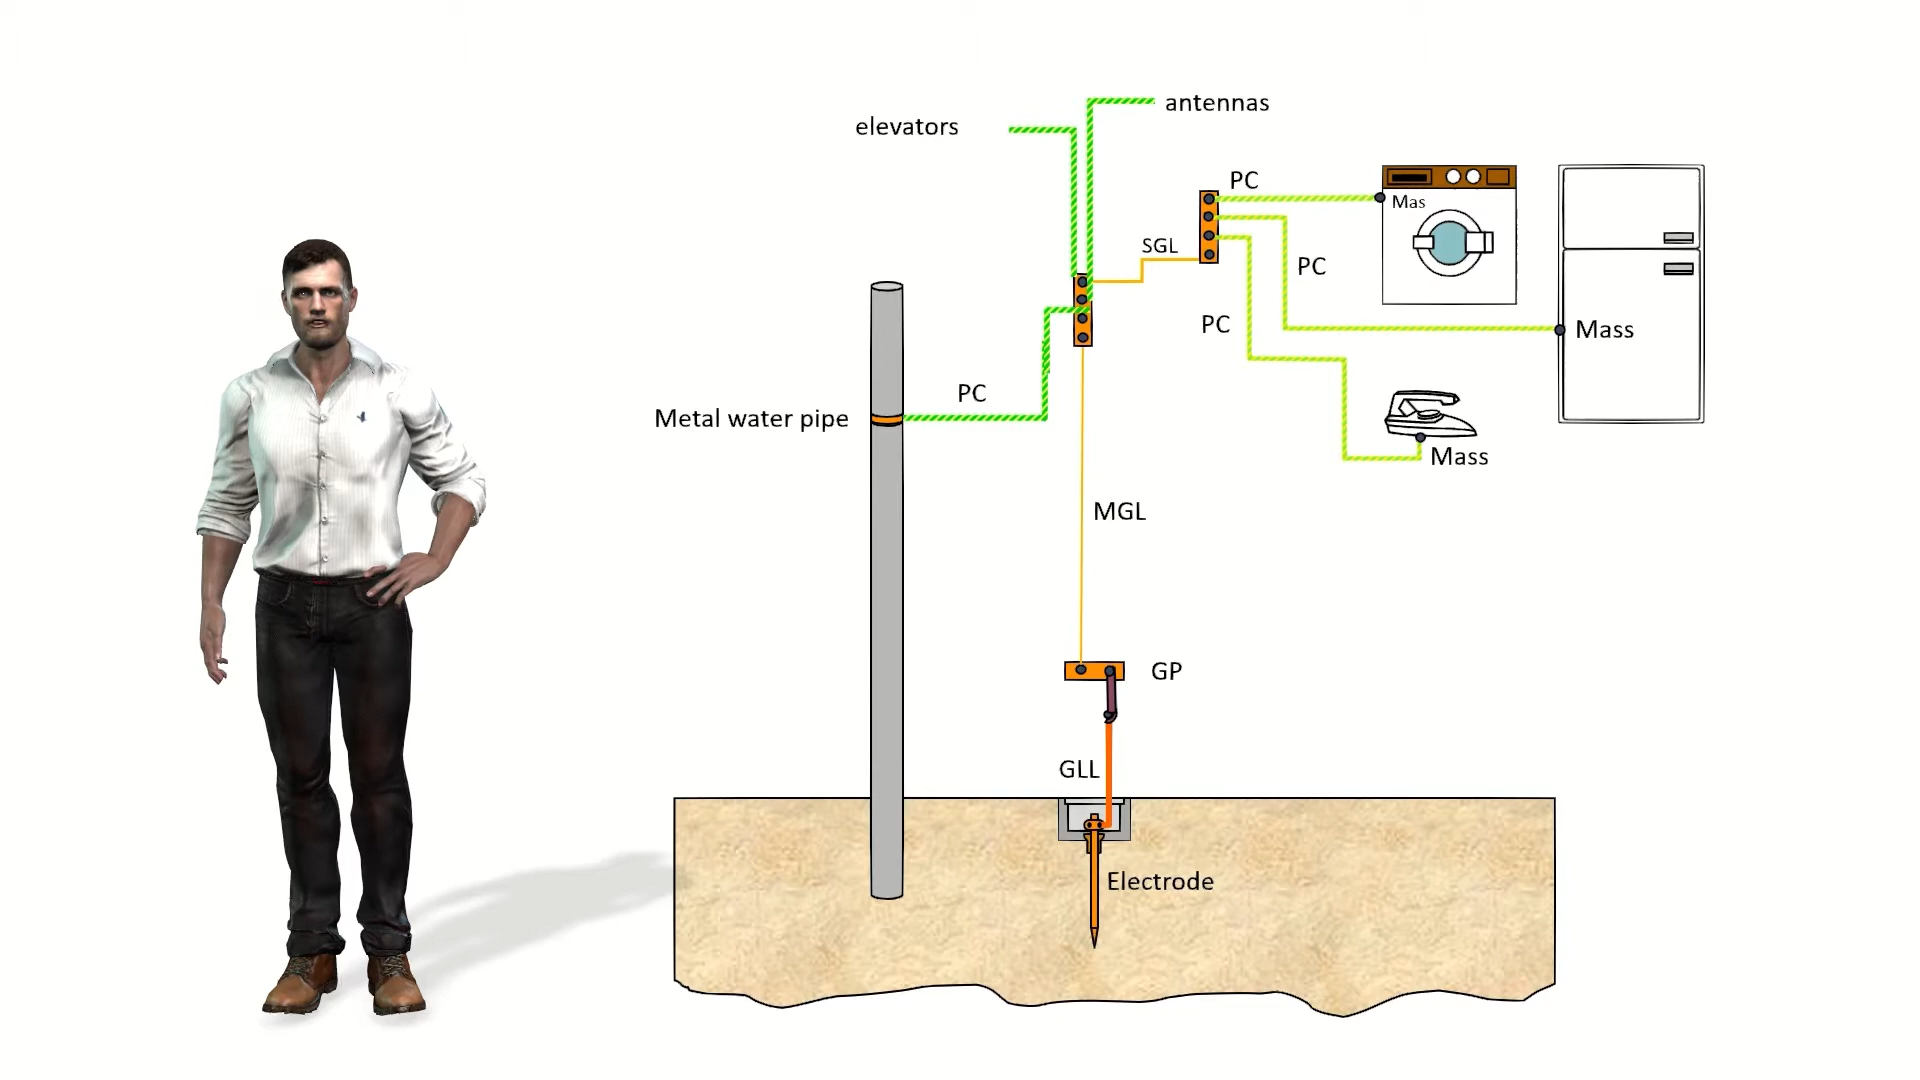 antennas
elevators
PC
Mas
SGL
PC
PC
Mass
PC
Metal water pipe
Mass
MGL
GP
GLL
Electrode